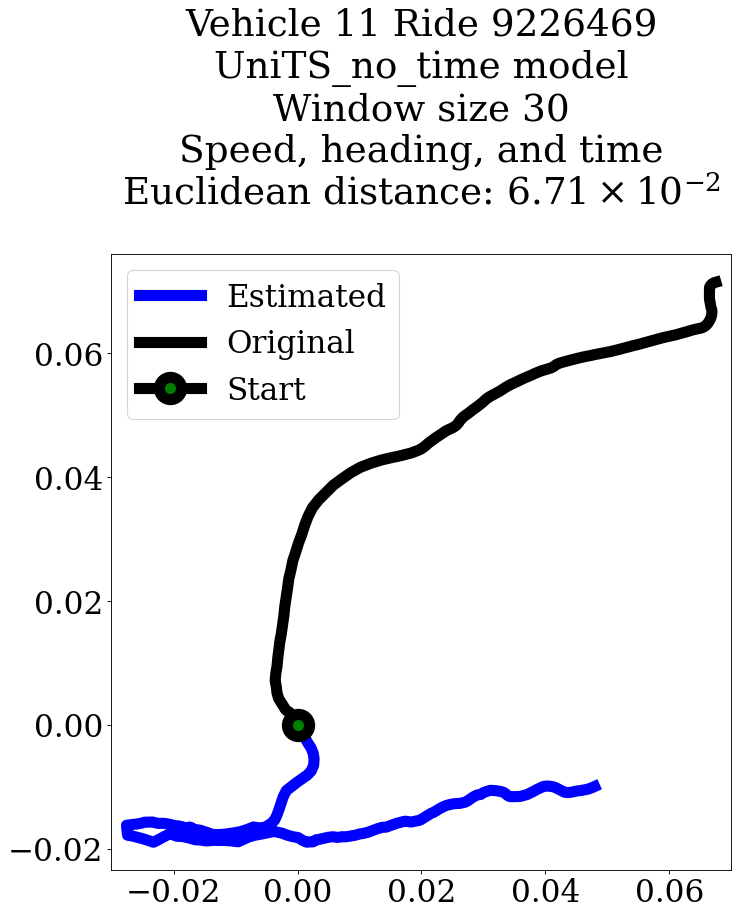 Vehicle 11 Ride 9226469
UniTS_no_time model
Window size 30
Speed, heading, and time
Euclidean distance: 6.71 × 10⁻²
Estimated
Original
Start
0.06
0.04
0.02
0.00
−0.02
−0.02 0.00 0.02 0.04 0.06